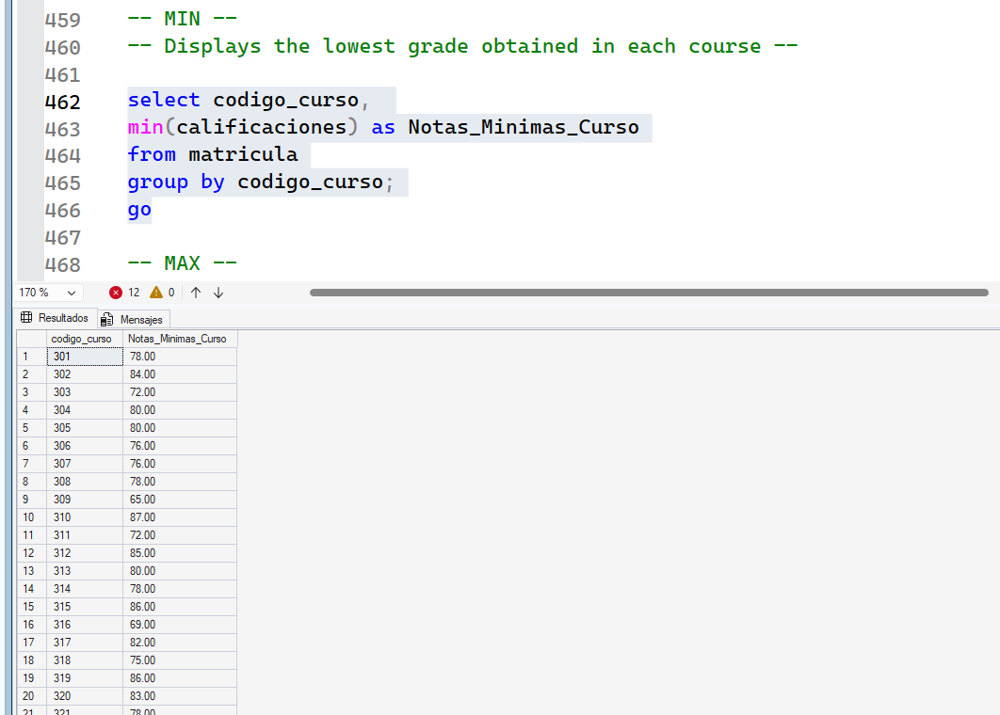 459 -- MIN --
460 -- Displays the lowest grade obtained in each course --
461
462 select codigo_curso,
463 min(calificaciones) as Notas_Minimas_Curso
464 from matricula
465 group by codigo_curso;
466 go
467
468 -- MAX --
170 % 12 0
Resultados Mensajes
codigo_curso Notas_Minimas_Curso
1 301 78.00
2 302 84.00
3 303 72.00
4 304 80.00
5 305 80.00
6 306 76.00
7 307 76.00
8 308 78.00
9 309 65.00
10 310 87.00
11 311 72.00
12 312 85.00
13 313 80.00
14 314 78.00
15 315 86.00
16 316 69.00
17 317 82.00
18 318 75.00
19 319 86.00
20 320 83.00
21 321 78.00